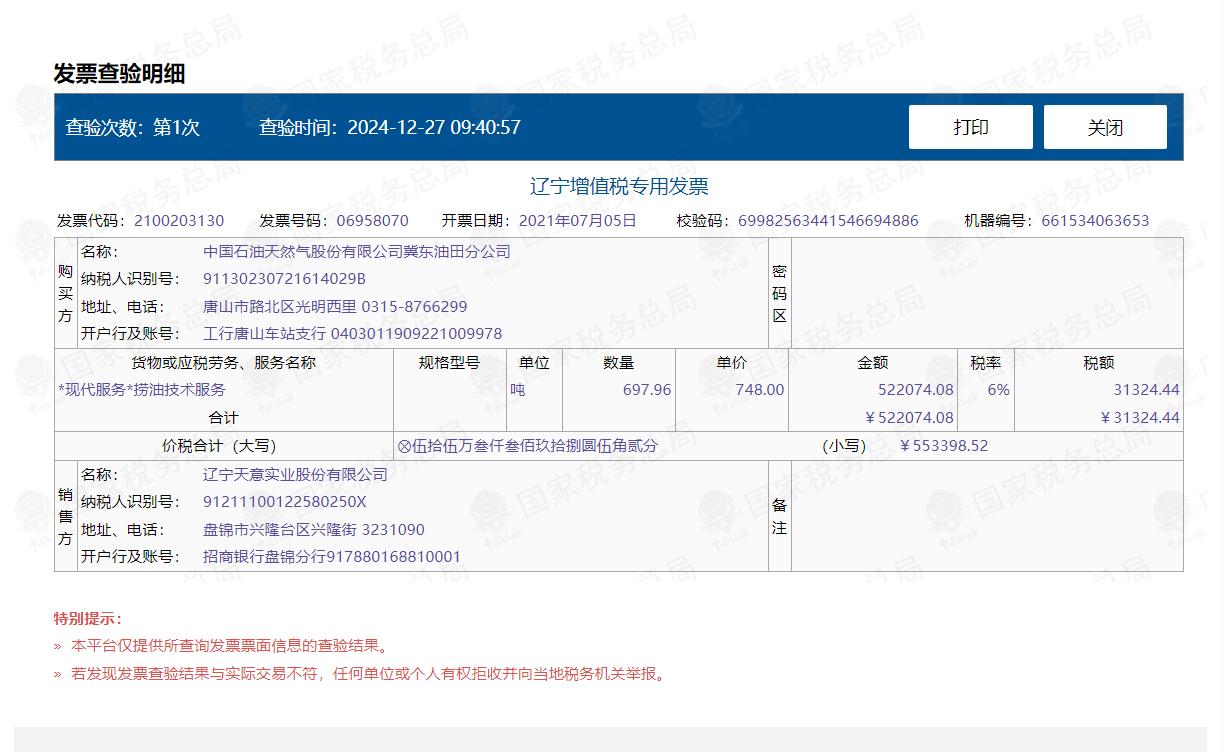 发票查验明细
查验次数：第1次 查验时间：2024-12-27 09:40:57 打印 关闭
辽宁增值税专用发票
发票代码：2100203130 发票号码：06958070 开票日期：2021年07月05日 校验码：69982563441546694886 机器编号：661534063653
购买方
名称： 中国石油天然气股份有限公司冀东油田分公司
纳税人识别号： 91130230721614029B
地址、电话： 唐山市路北区光明西里 0315-8766299
开户行及账号： 工行唐山车站支行 0403011909221009978
密码区
货物或应税劳务、服务名称 规格型号 单位 数量 单价 金额 税率 税额
*现代服务*捞油技术服务 吨 697.96 748.00 522074.08 6% 31324.44
合计 ￥522074.08 ￥31324.44
价税合计（大写） ⊗伍拾伍万叁仟叁佰玖拾捌圆伍角贰分 (小写) ￥553398.52
销售方
名称： 辽宁天意实业股份有限公司
纳税人识别号： 91211100122580250X
地址、电话： 盘锦市兴隆台区兴隆街 3231090
开户行及账号： 招商银行盘锦分行917880168810001
备注
特别提示：
» 本平台仅提供所查询发票票面信息的查验结果。
» 若发现发票查验结果与实际交易不符，任何单位或个人有权拒收并向当地税务机关举报。
国家税务总局